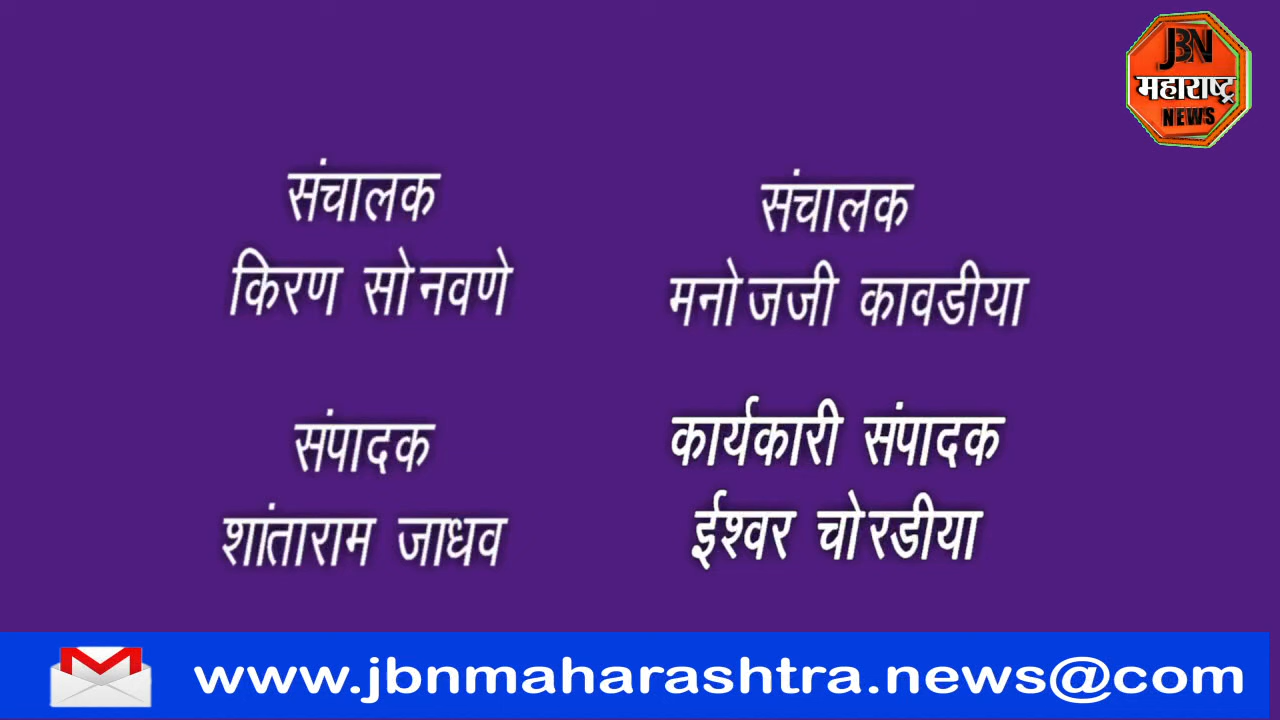 JBN
महाराष्ट्र
NEWS
संचालक
किरण सोनवणे
संचालक
मनोजजी कावडीया
संपादक
शांताराम जाधव
कार्यकारी संपादक
ईश्वर चोरडीया
www.jbnmaharashtra.news@com